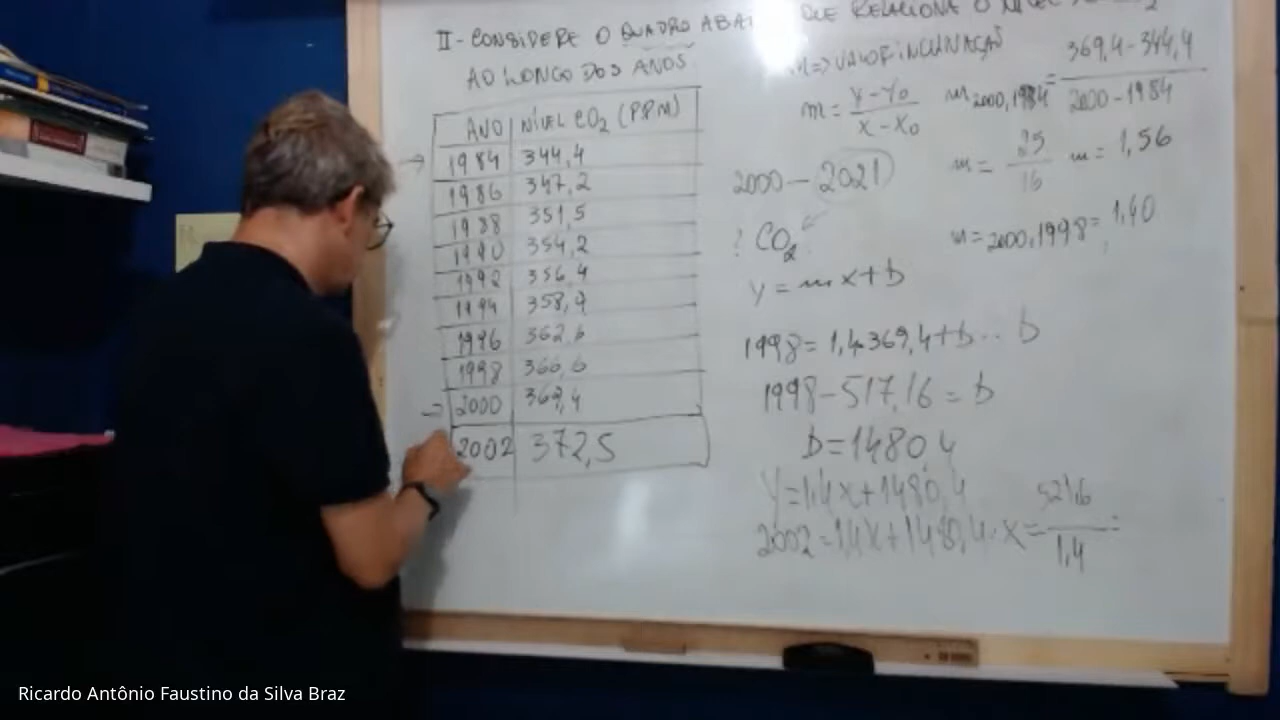 II - CONSIDERE O QUADRO QUE RELACIONE O NÍVEL
AO LONGO DOS ANOS
ANO NÍVEL CO₂ (PPM)
1984 344,4
1986 347,2
1988 351,5
1990 354,2
1992 356,4
1994 358,9
1996 362,6
1998 366,6
2000 369,4
2002 372,5
m => VALOR INCLINAÇÃO
m = y - y₀ / x - x₀
m 2000,1984 = 369,4 - 344,4 / 2000 - 1984
m = 25 / 16 m = 1,56
2000 - 2021
m = 2000,1998 = 1,40
? CO₂
y = mx + b
1998 = 1,4.369,4 + b ... b
1998 - 517,16 = b
b = 1480,4
y = 1,4x + 1480,4
2002 = 1,4x + 1480,4 . x = 521,6 / 1,4 =
Ricardo Antônio Faustino da Silva Braz